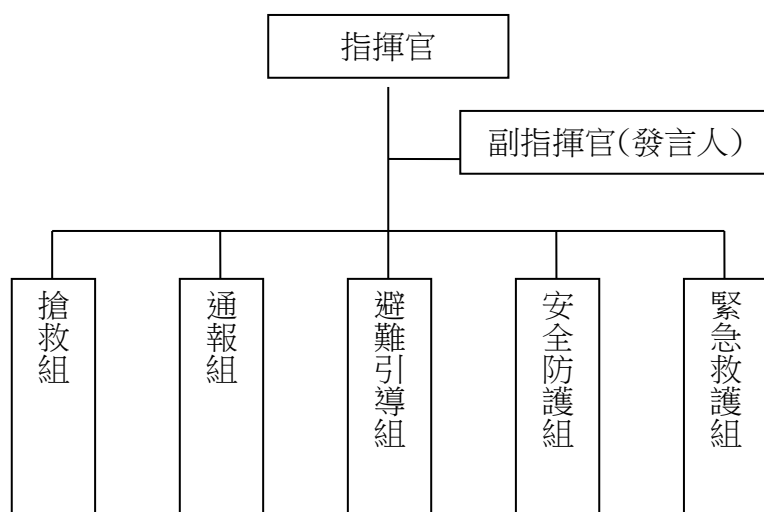 指揮官
副指揮官(發言人)
搶救組
通報組
避難引導組
安全防護組
緊急救護組